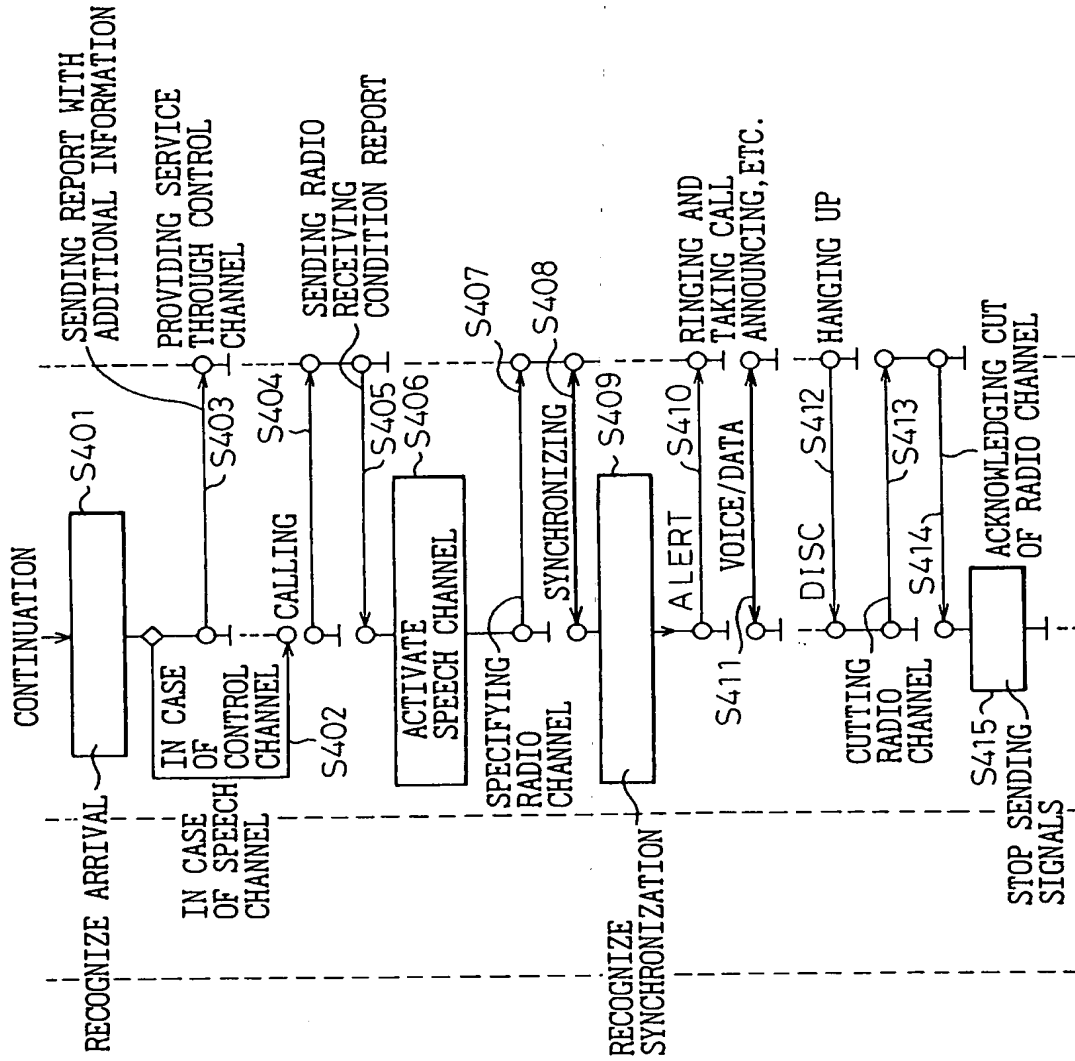 CONTINUATION
RECOGNIZE ARRIVAL
S401
SENDING REPORT WITH
ADDITIONAL INFORMATION
IN CASE
OF
CONTROL
CHANNEL
IN CASE
OF SPEECH
CHANNEL
S403
PROVIDING SERVICE
THROUGH CONTROL
CHANNEL
S402
CALLING
S404
SENDING RADIO
RECEIVING
CONDITION REPORT
S405
ACTIVATE
SPEECH CHANNEL
S406
SPECIFYING
RADIO
CHANNEL
S407
SYNCHRONIZING
S408
RECOGNIZE
SYNCHRONIZATION
S409
ALERT
S410
RINGING AND
TAKING CALL
S411
VOICE/DATA
ANNOUNCING,ETC.
DISC
S412
HANGING UP
CUTTING
RADIO
CHANNEL
S413
S414
ACKNOWLEDGING CUT
OF RADIO CHANNEL
S415
STOP SENDING
SIGNALS